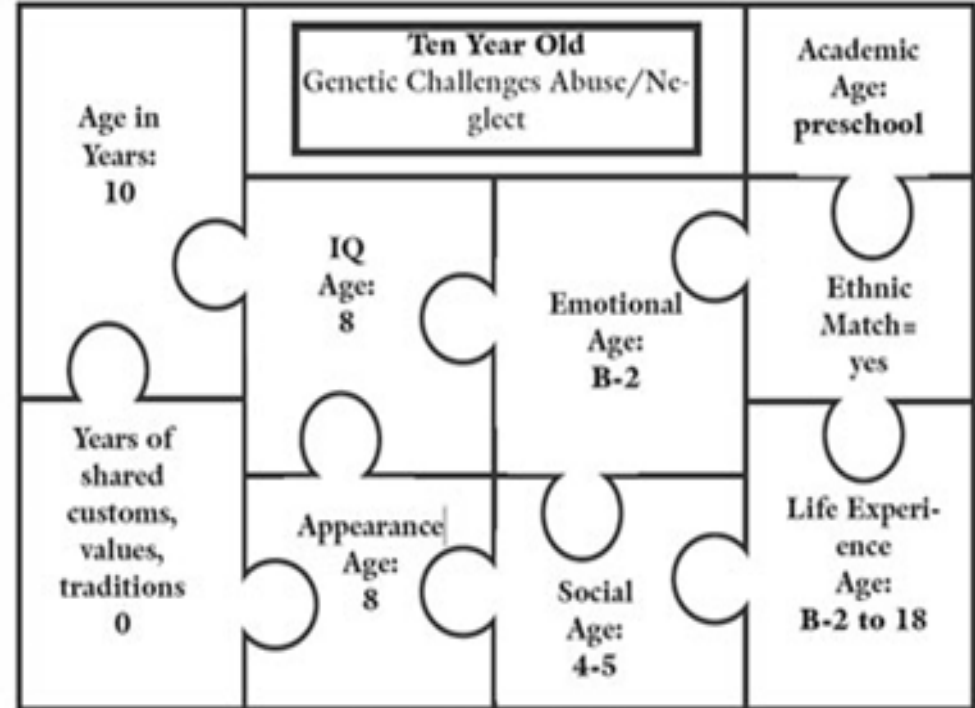 Ten Year Old
Genetic Challenges Abuse/Ne-
glect
Age in
Years:
10
Academic
Age:
preschool
IQ
Age:
8
Emotional
Age:
B-2
Ethnic
Match=
yes
Years of
shared
customs,
values,
traditions
0
Appearance
Age:
8
Social
Age:
4-5
Life Experi-
ence
Age:
B-2 to 18